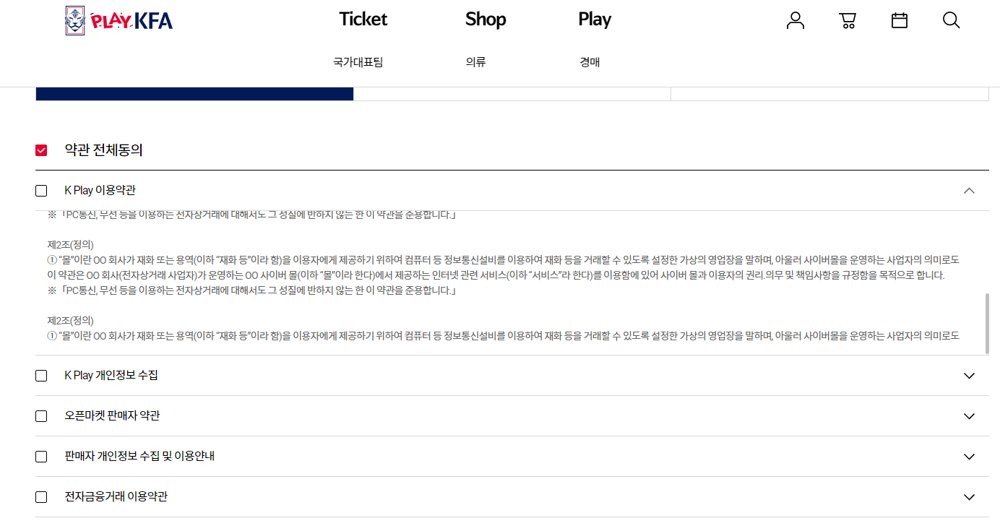 PLAY KFA
Ticket Shop Play
국가대표팀 의류 경매
약관 전체동의
K Play 이용약관
※「PC통신, 무선 등을 이용하는 전자상거래에 대해서도 그 성질에 반하지 않는 한 이 약관을 준용합니다.」
제2조(정의)
① “몰”이란 OO 회사가 재화 또는 용역(이하 “재화 등”이라 함)을 이용자에게 제공하기 위하여 컴퓨터 등 정보통신설비를 이용하여 재화 등을 거래할 수 있도록 설정한 가상의 영업장을 말하며, 아울러 사이버몰을 운영하는 사업자의 의미로도
이 약관은 OO 회사(전자상거래 사업자)가 운영하는 OO 사이버 몰(이하 “몰”이라 한다)에서 제공하는 인터넷 관련 서비스(이하 “서비스”라 한다)를 이용함에 있어 사이버 몰과 이용자의 권리.의무 및 책임사항을 규정함을 목적으로 합니다.
※「PC통신, 무선 등을 이용하는 전자상거래에 대해서도 그 성질에 반하지 않는 한 이 약관을 준용합니다.」
제2조(정의)
① “몰”이란 OO 회사가 재화 또는 용역(이하 “재화 등”이라 함)을 이용자에게 제공하기 위하여 컴퓨터 등 정보통신설비를 이용하여 재화 등을 거래할 수 있도록 설정한 가상의 영업장을 말하며, 아울러 사이버몰을 운영하는 사업자의 의미로도
K Play 개인정보 수집
오픈마켓 판매자 약관
판매자 개인정보 수집 및 이용안내
전자금융거래 이용약관